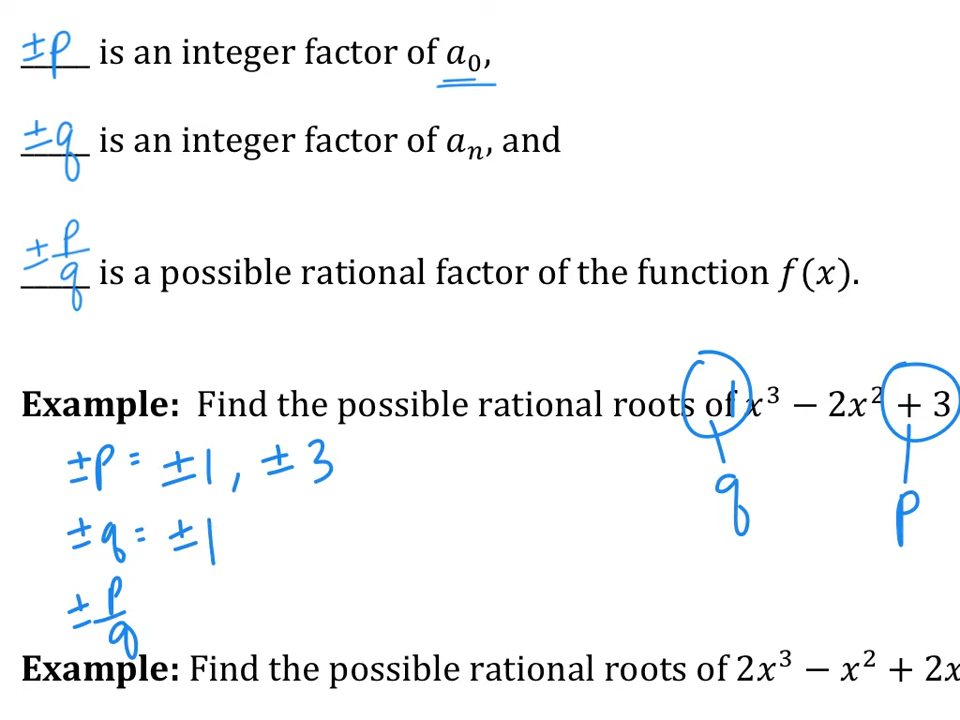 ±p is an integer factor of a₀,
±q is an integer factor of aₙ, and
±p/q is a possible rational factor of the function f(x).
Example: Find the possible rational roots of x³ − 2x² + 3
±p = ±1, ±3
q p
±q = ±1
±p/q
Example: Find the possible rational roots of 2x³ − x² + 2x